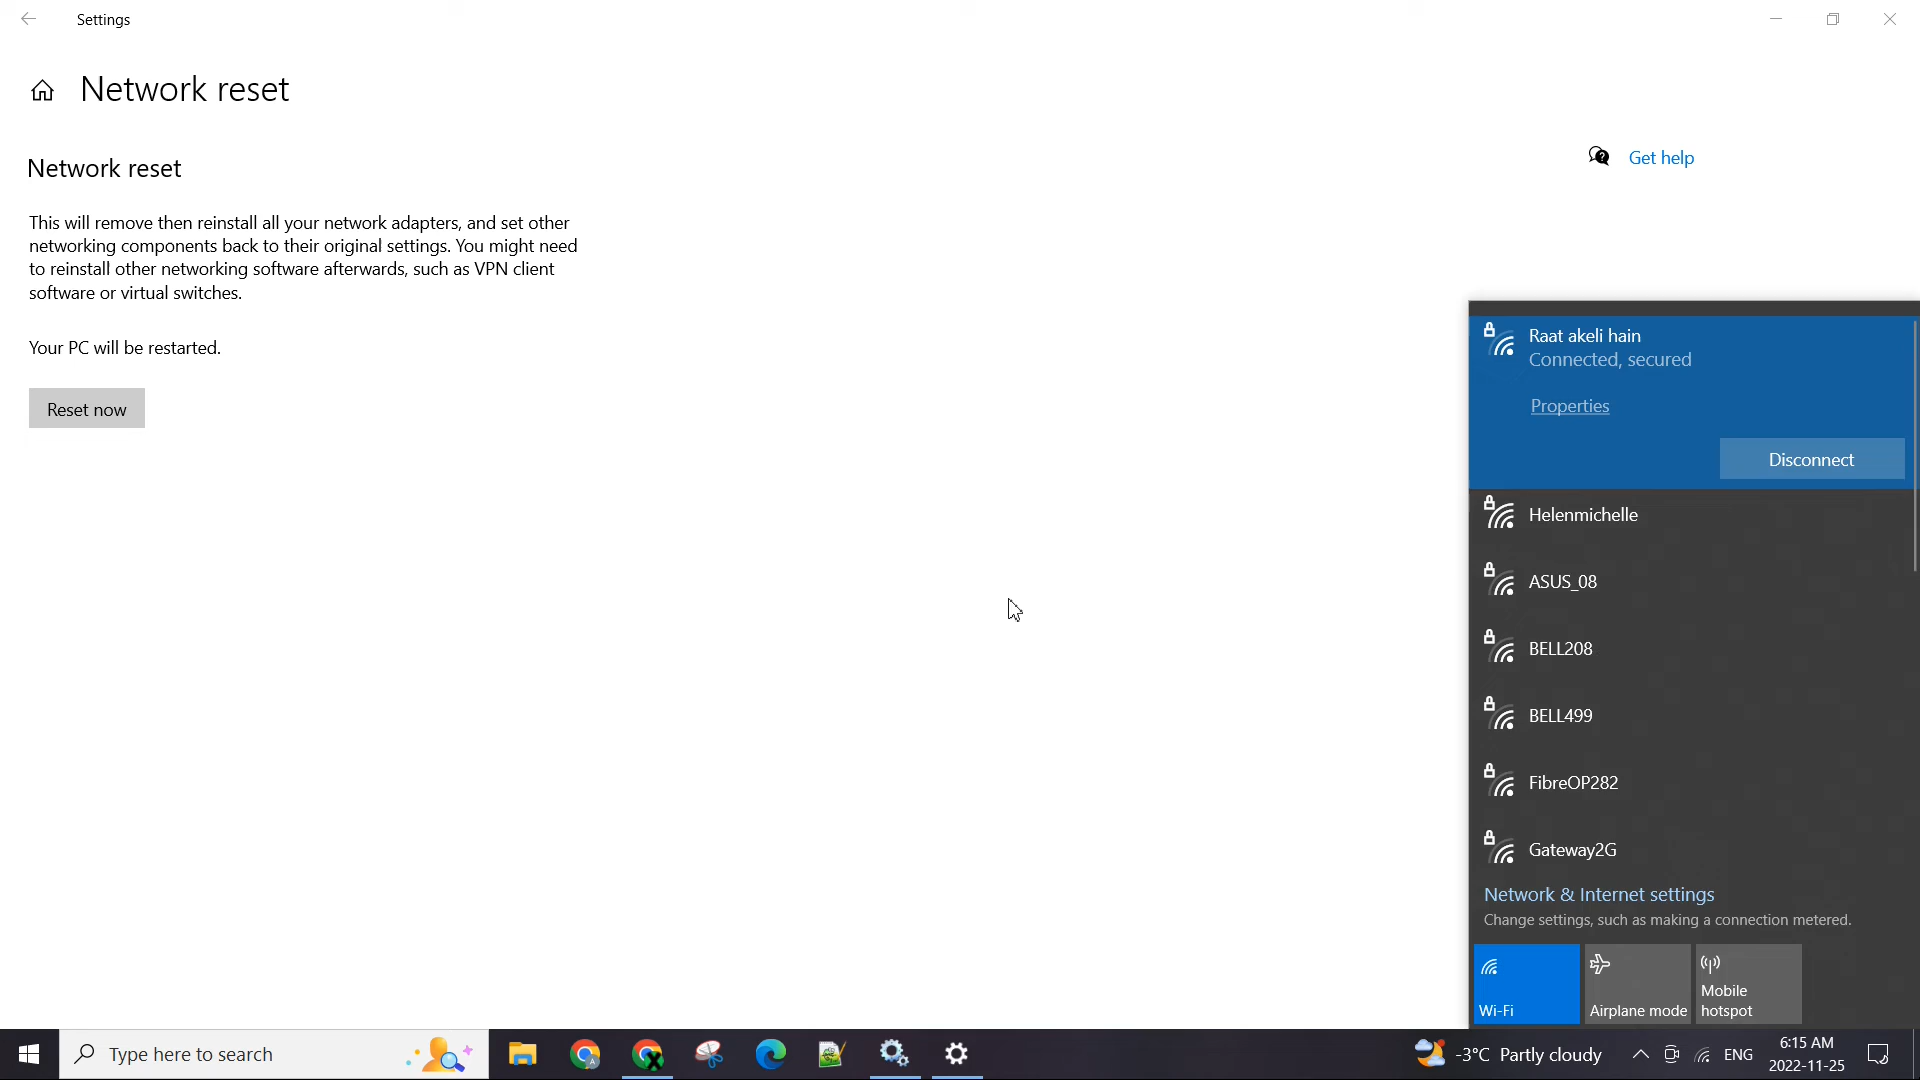 Settings
Network reset
Network reset
Get help
This will remove then reinstall all your network adapters, and set other
networking components back to their original settings. You might need
to reinstall other networking software afterwards, such as VPN client
software or virtual switches.
Your PC will be restarted.
Reset now
Raat akeli hain
Connected, secured
Properties
Disconnect
Helenmichelle
ASUS_08
BELL208
BELL499
FibreOP282
Gateway2G
Network & Internet settings
Change settings, such as making a connection metered.
Wi-Fi
Airplane mode
Mobile
hotspot
Type here to search
-3°C Partly cloudy
ENG
6:15 AM
2022-11-25